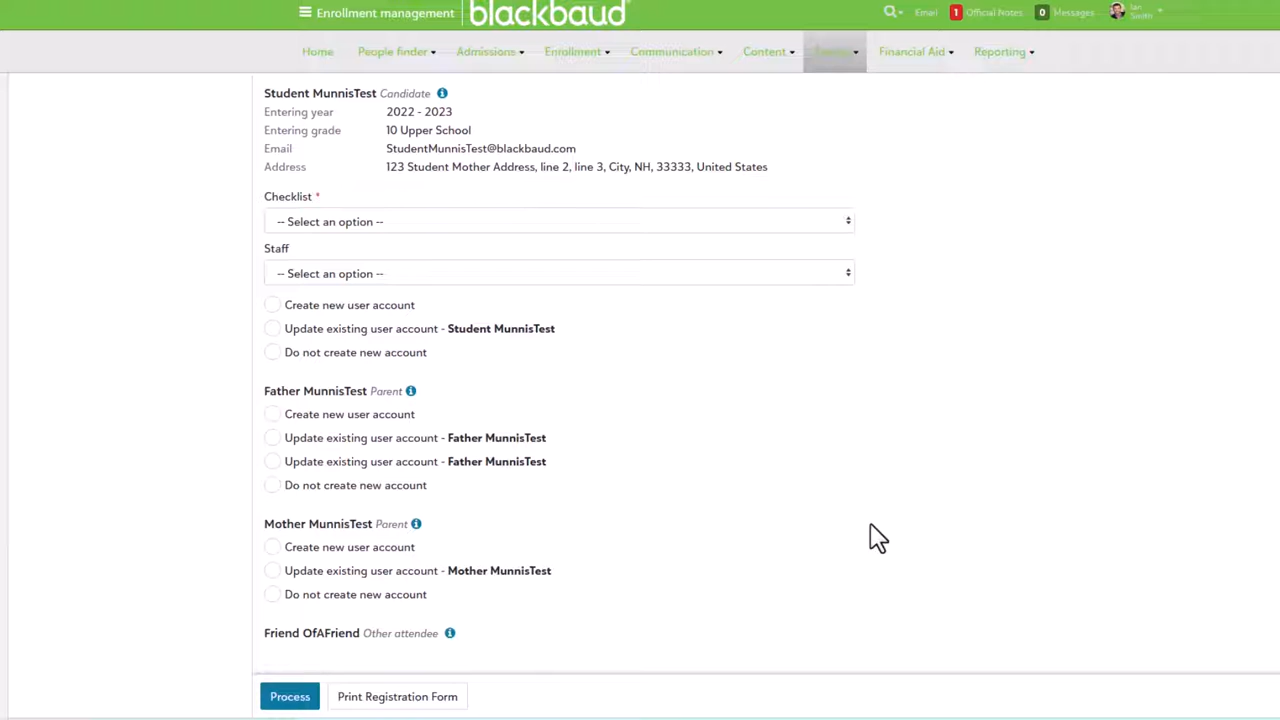 Enrollment management
blackbaud
Email 1 Official Notes 0 Messages Ian Smith
Home People finder Admissions Enrollment Communication Content Financial Aid Reporting
Student MunnisTest Candidate
Entering year 2022 - 2023
Entering grade 10 Upper School
Email StudentMunnisTest@blackbaud.com
Address 123 Student Mother Address, line 2, line 3, City, NH, 33333, United States
Checklist *
-- Select an option --
Staff
-- Select an option --
Create new user account
Update existing user account - Student MunnisTest
Do not create new account
Father MunnisTest Parent
Create new user account
Update existing user account - Father MunnisTest
Update existing user account - Father MunnisTest
Do not create new account
Mother MunnisTest Parent
Create new user account
Update existing user account - Mother MunnisTest
Do not create new account
Friend OfAFriend Other attendee
Process Print Registration Form